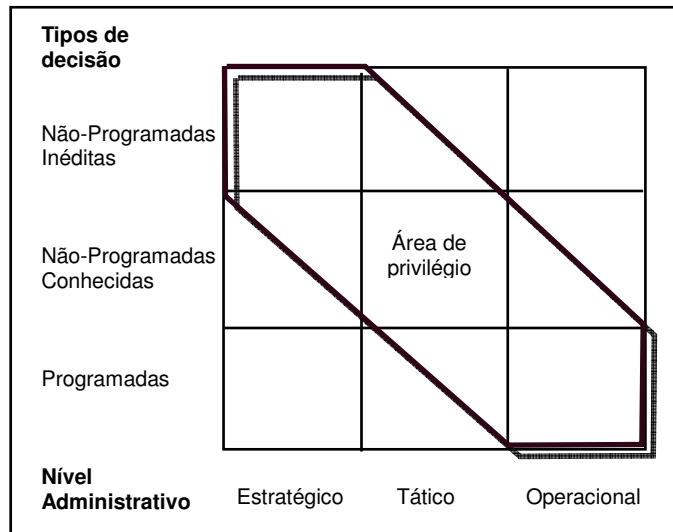 Tipos de
decisão
Não-Programadas
Inéditas
Não-Programadas
Conhecidas
Área de
privilégio
Programadas
Nível
Administrativo
Estratégico
Tático
Operacional